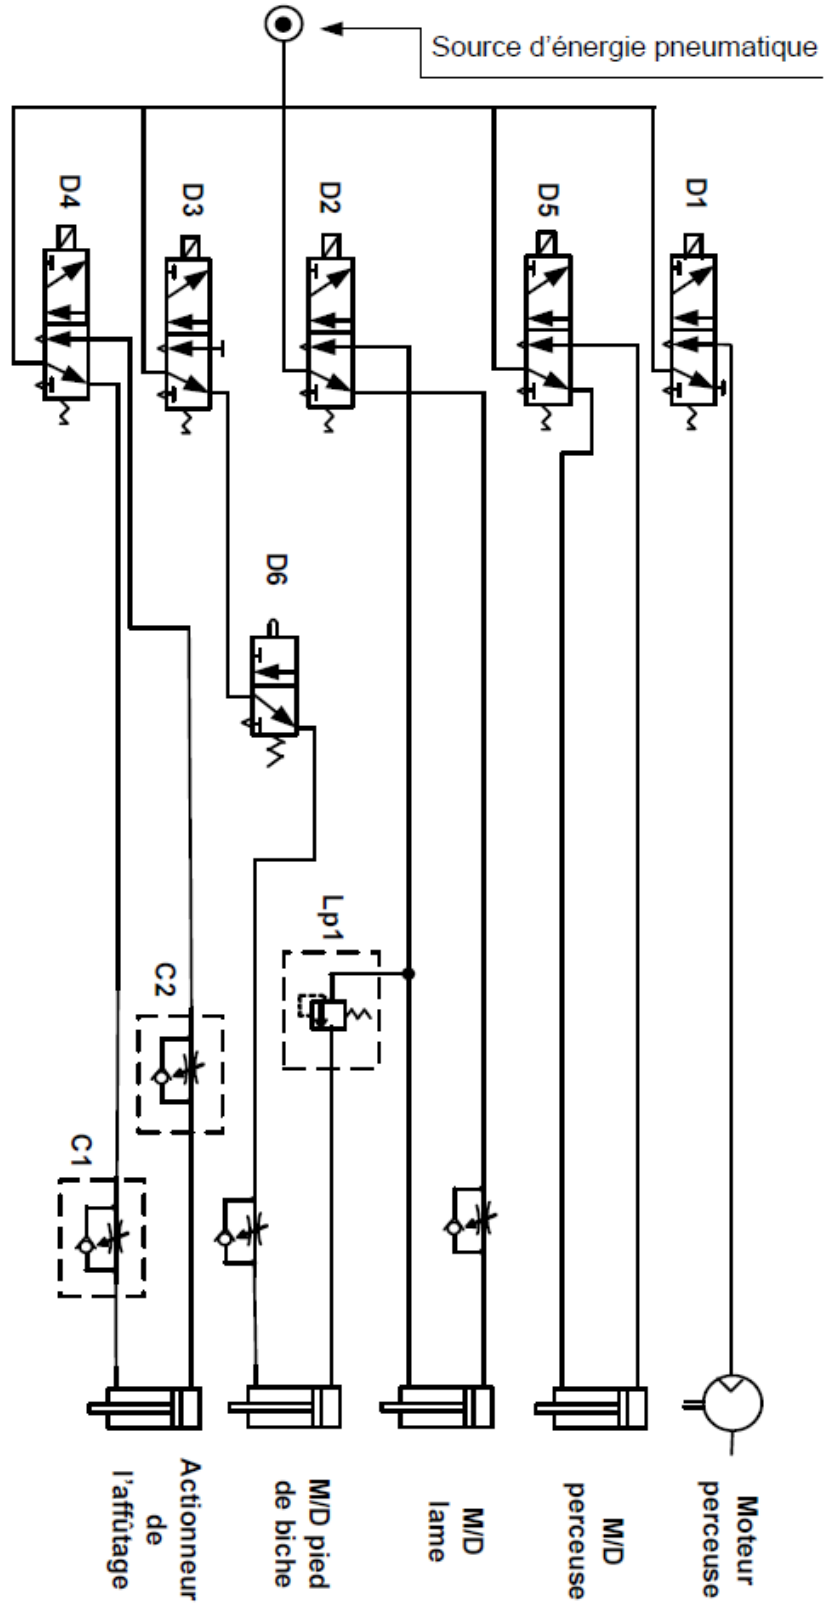 Source d'énergie pneumatique
D4
D3
D2
D5
D1
D6
Lp1
C2
C1
Actionneur
de
l'affûtage
M/D pied
de biche
M/D
lame
M/D
perceuse
Moteur
perceuse